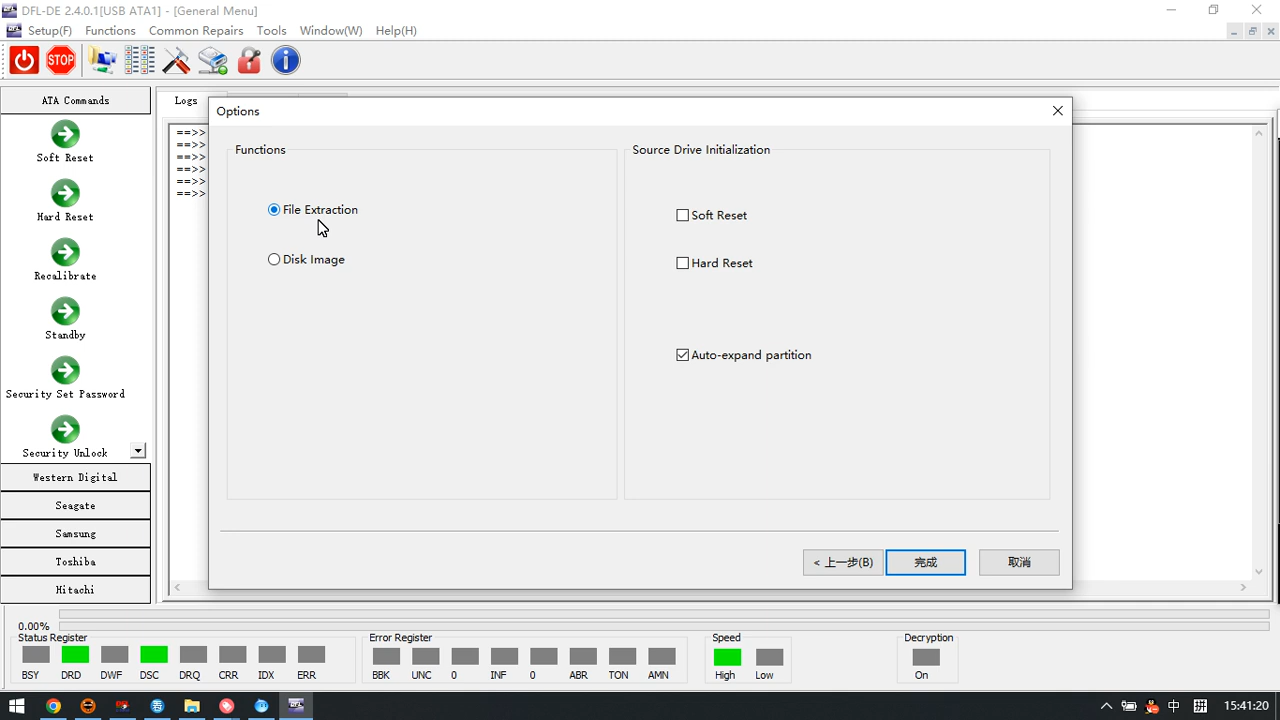 DFL-DE 2.4.0.1[USB ATA1] - [General Menu]
Setup(F) Functions Common Repairs Tools Window(W) Help(H)
STOP
ATA Commands
Soft Reset
Hard Reset
Recalibrate
Standby
Security Set Password
Security Unlock
Western Digital
Seagate
Samsung
Toshiba
Hitachi
Logs
==>>
==>>
==>>
==>>
==>>
==>>
Options
Functions
File Extraction
Disk Image
Source Drive Initialization
Soft Reset
Hard Reset
Auto-expand partition
< 上一步(B) 完成 取消
0.00%
Status Register
BSY DRD DWF DSC DRQ CRR IDX ERR
Error Register
BBK UNC 0 INF 0 ABR TON AMN
Speed
High Low
Decryption
On
中 拼 15:41:20